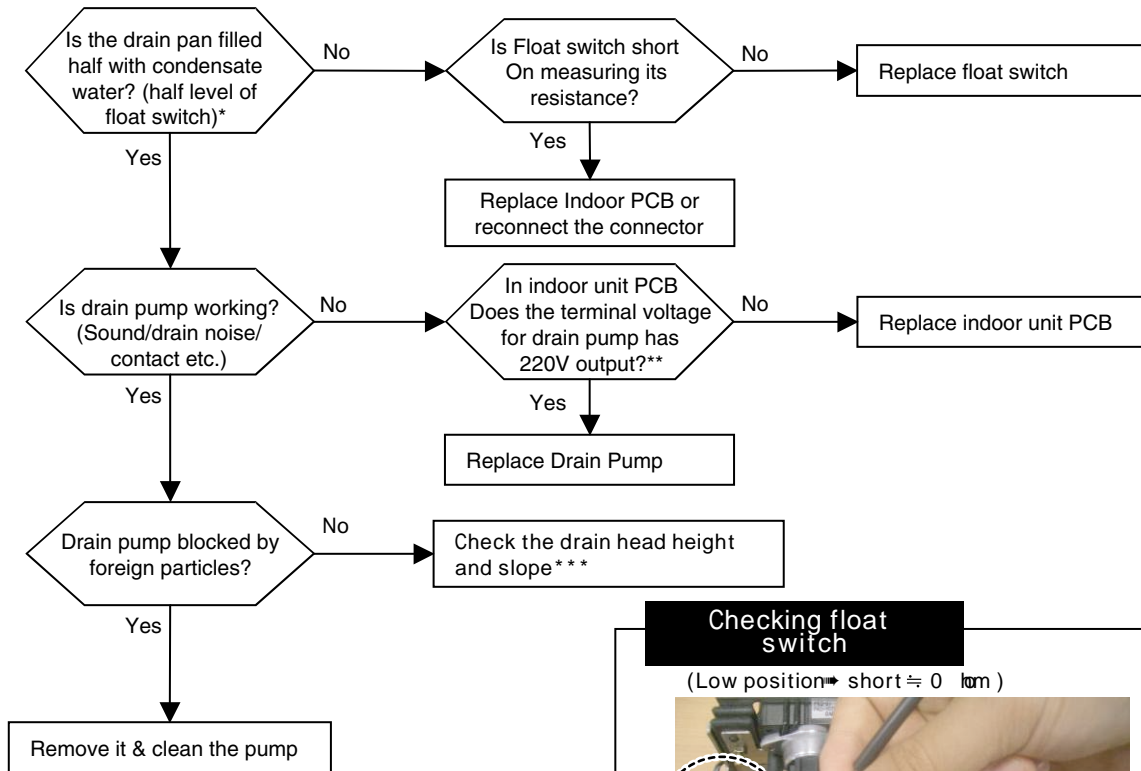 Is the drain pan filled
half with condensate
water? (half level of
float switch)*
No
Is Float switch short
On measuring its
resistance?
No
Replace float switch
Yes
Yes
Replace Indoor PCB or
reconnect the connector
Is drain pump working?
(Sound/drain noise/
contact etc.)
No
In indoor unit PCB
Does the terminal voltage
for drain pump has
220V output?**
No
Replace indoor unit PCB
Yes
Yes
Replace Drain Pump
Drain pump blocked by
foreign particles?
No
Check the drain head height
and slope***
Yes
Remove it & clean the pump
Checking float
switch
(Low position➠ short ≒ 0 )